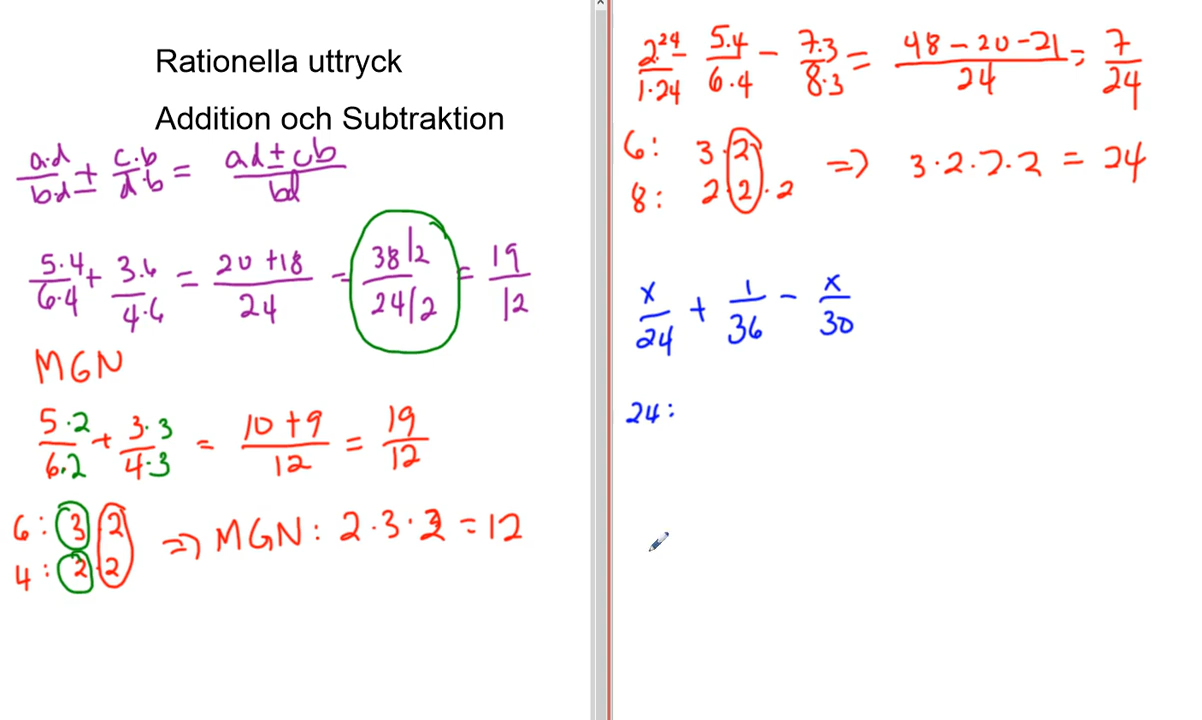 Rationella uttryck
Addition och Subtraktion
a·d/b·d ± c·b/d·b = ad±cb/bd
5·4/6·4 + 3·6/4·6 = 20+18/24 = 38/2/24/2 = 19/12
MGN
5·2/6·2 + 3·3/4·3 = 10+9/12 = 19/12
6: 3 2
4: 2·2 => MGN: 2·3·2 = 12
2·24/1·24 - 5·4/6·4 - 7·3/8·3 = 48-20-21/24 = 7/24
6: 3·2
8: 2·2·2 => 3·2·2·2 = 24
x/24 + 1/36 - x/30
24: